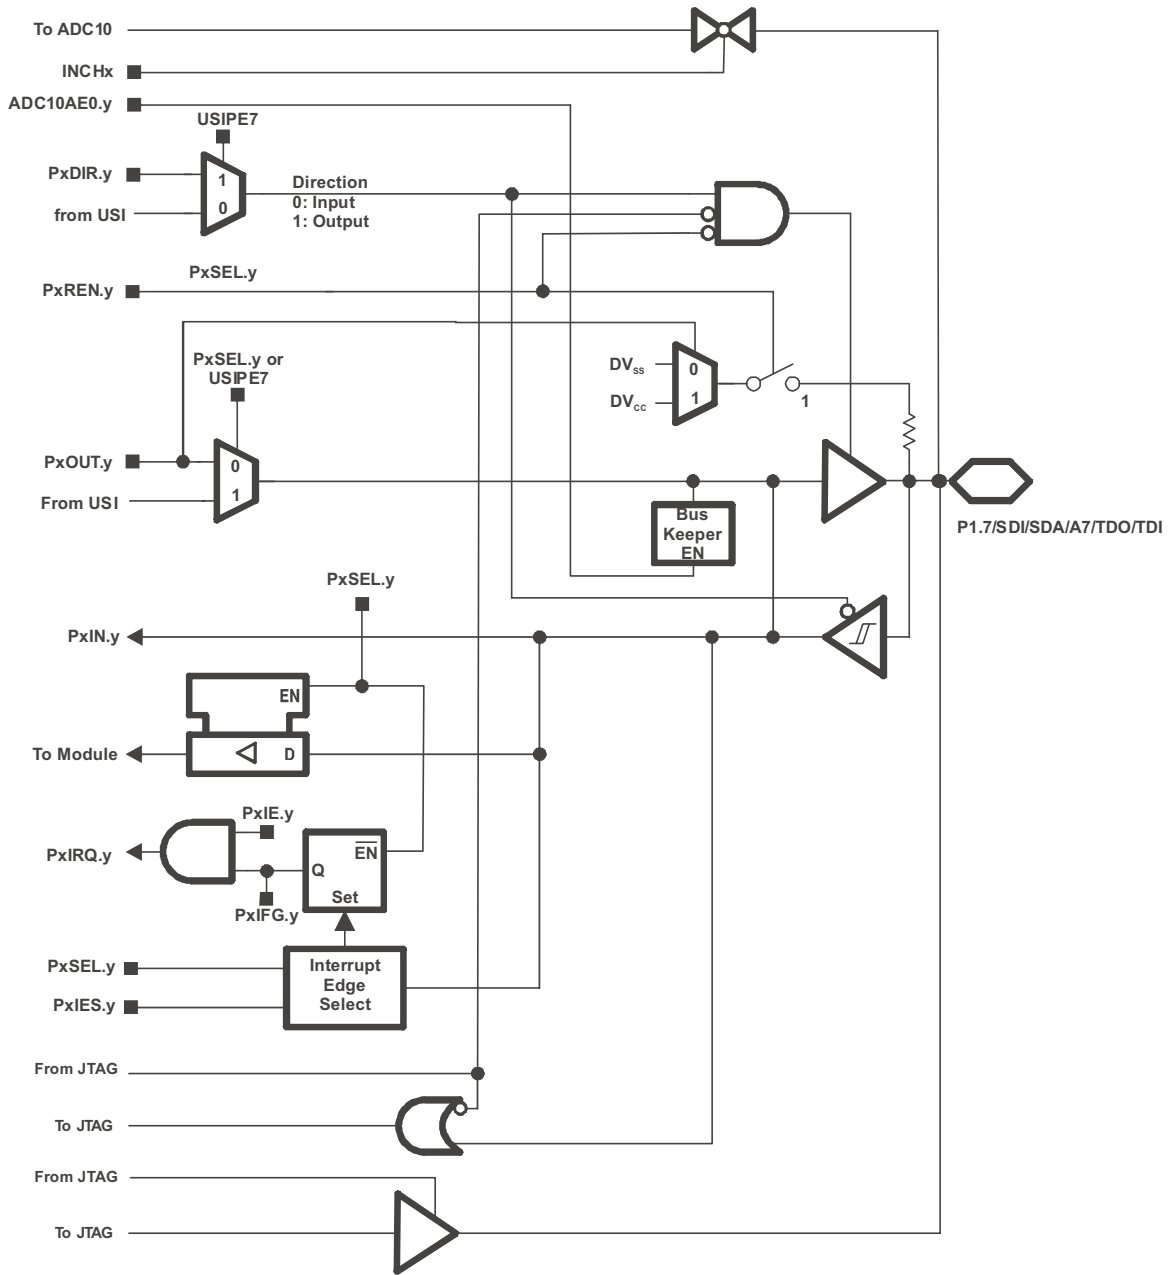 To ADC10
INCHx
ADC10AE0.y
USIPE7
PxDIR.y
1
from USI
0
Direction
0: Input
1: Output
PxSEL.y
PxREN.y
PxSEL.y or
USIPE7
DVSS
0
DVCC
1
1
PxOUT.y
0
From USI
1
Bus
Keeper
EN
P1.7/SDI/SDA/A7/TDO/TDI
PxSEL.y
PxIN.y
EN
To Module
D
PxIE.y
PxIRQ.y
EN
Q
Set
PxIFG.y
PxSEL.y
PxIES.y
Interrupt
Edge
Select
From JTAG
To JTAG
From JTAG
To JTAG